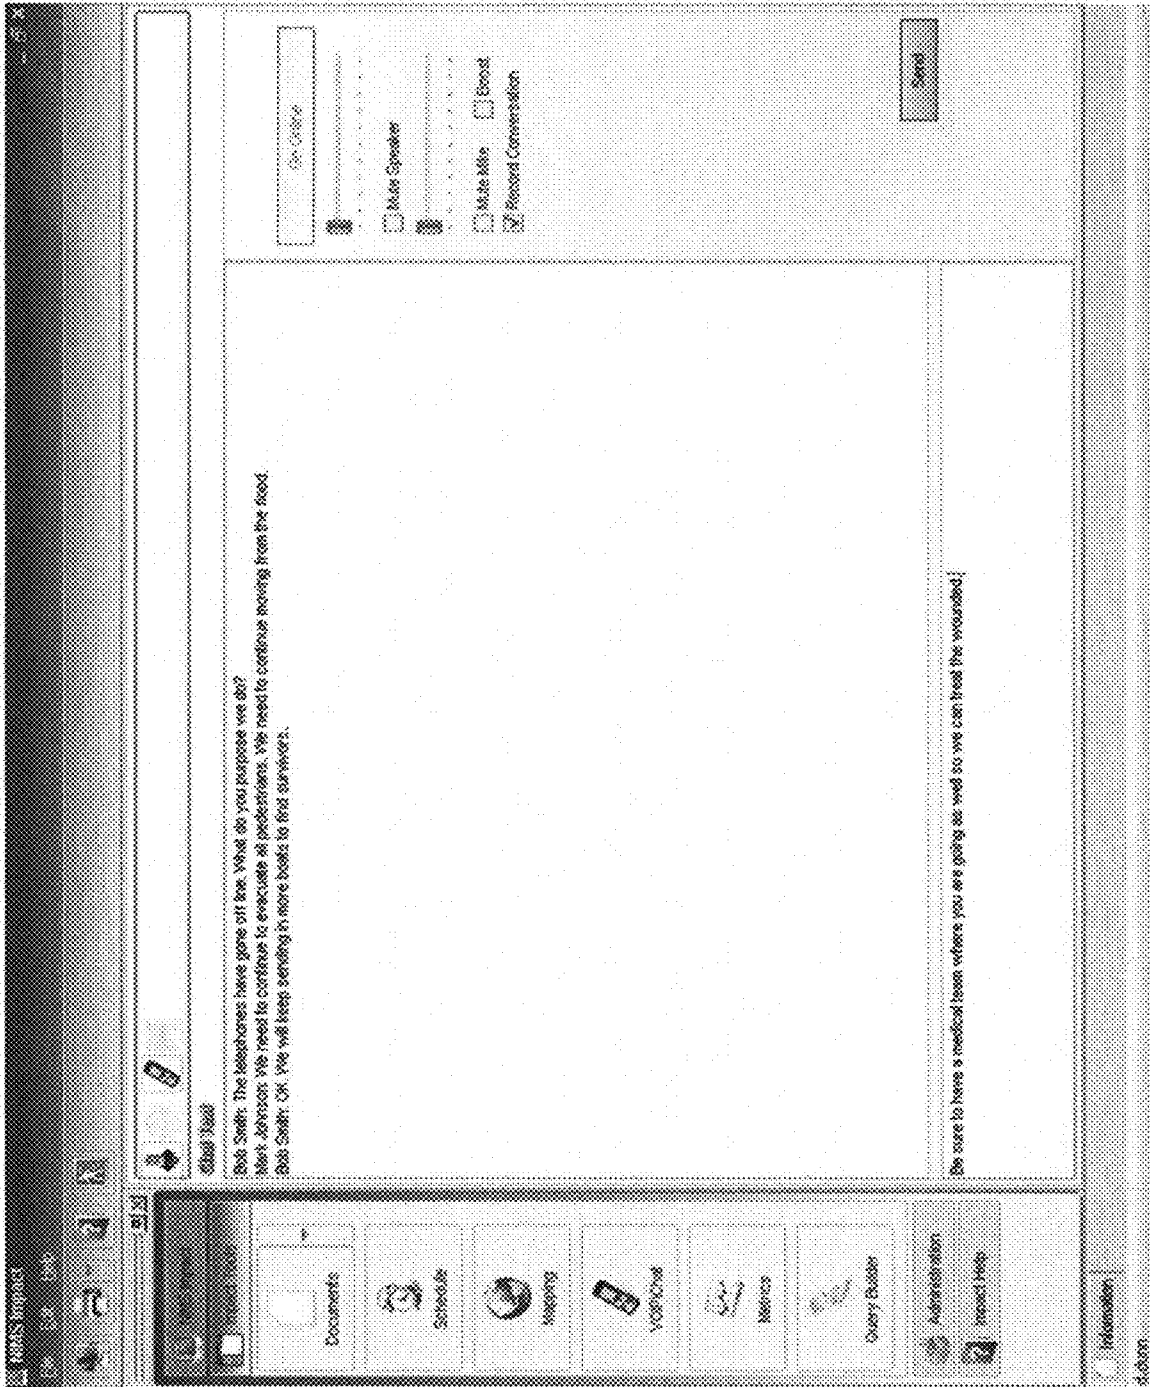 Go Online
Mute Speaker
Mute Mike
Boost
Record Conversation
Bob Smith: The telephones have gone off line. What do you purpose we do?
Mark Johnson: We need to continue to evacuate all pedestrians. We need to continue moving from the flood.
Bob Smith: OK. We will keep sending in more boats to find survivors.
Be sure to have a medical team where you are going as well so we can treat the wounded.
Send
Documents
Schedule
Mapping
VOIP/Chat
Metrics
Query Builder
Administration
Impact Help
Information